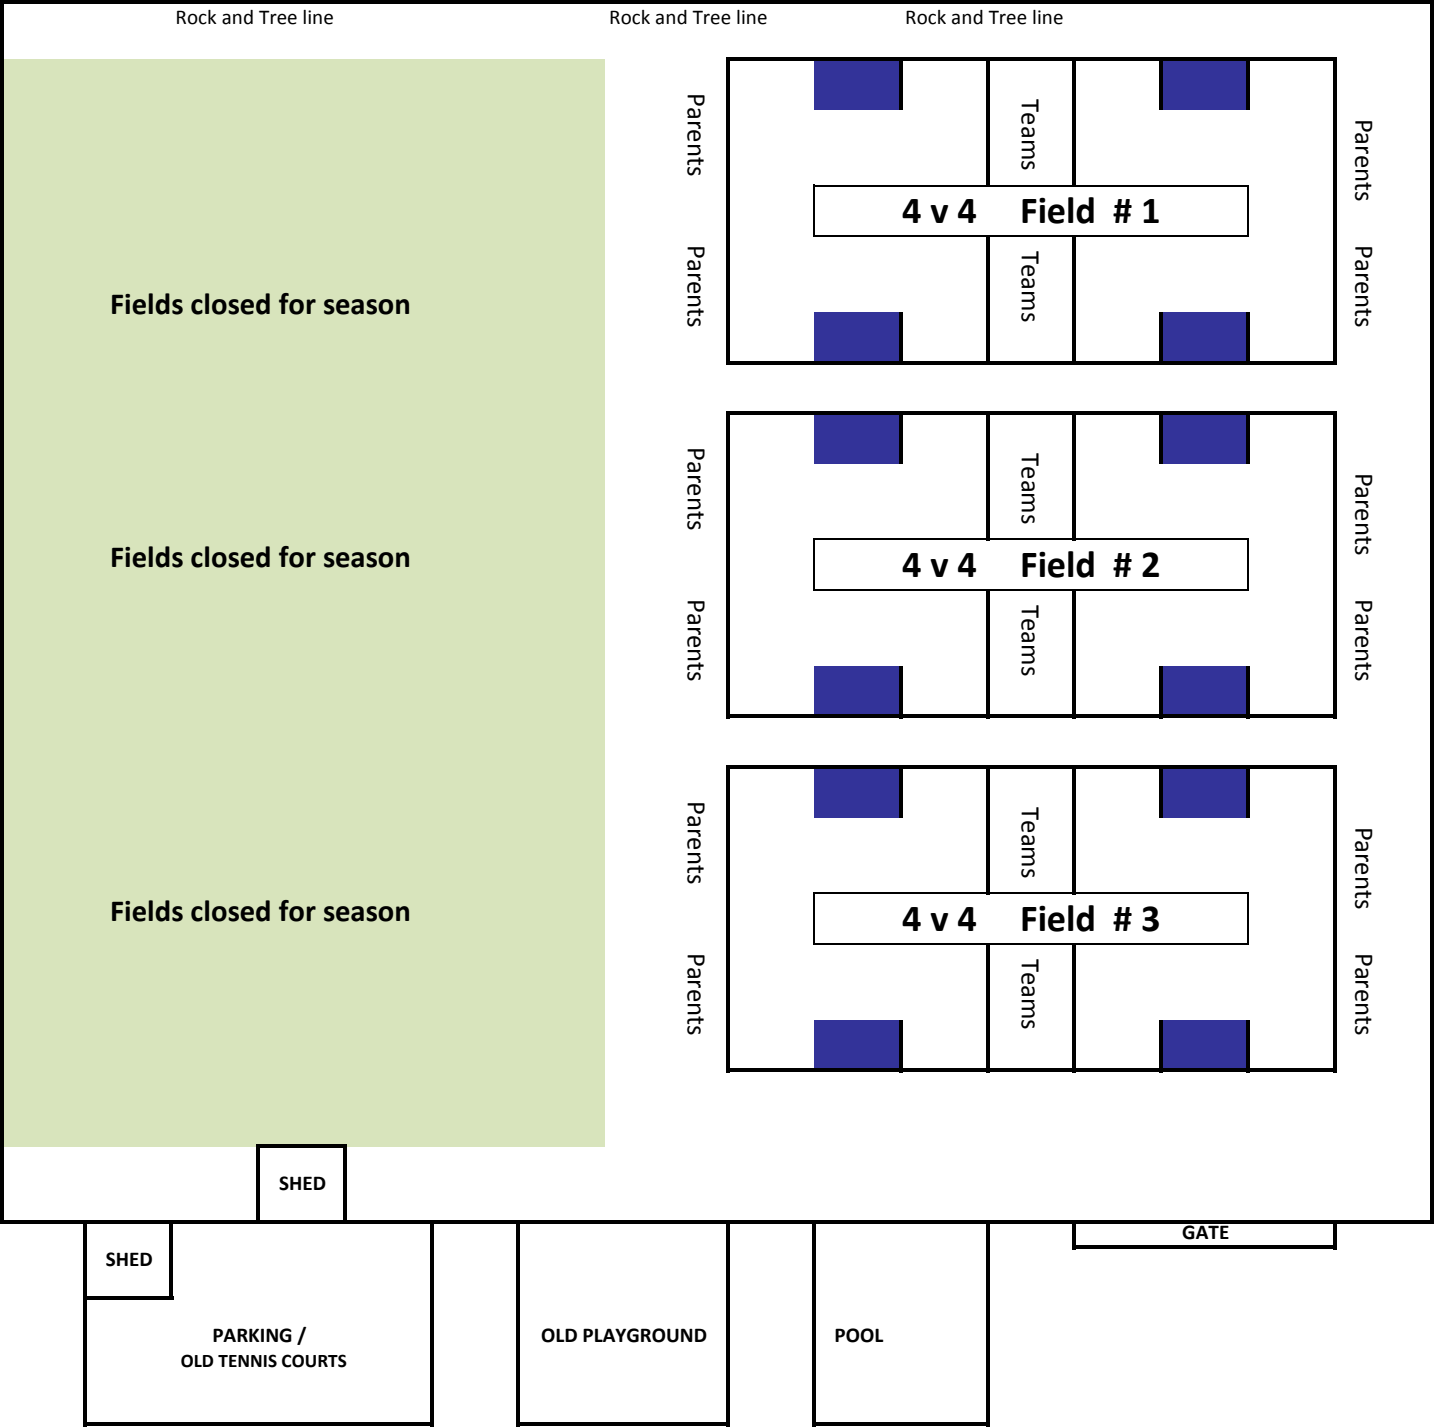 Rock and Tree line
Rock and Tree line
Rock and Tree line
Parents
Teams
Parents
4 v 4 Field # 1
Fields closed for season
Parents
Teams
Parents
Parents
Teams
Parents
4 v 4 Field # 2
Fields closed for season
Parents
Teams
Parents
Parents
Teams
Parents
4 v 4 Field # 3
Fields closed for season
Parents
Teams
Parents
SHED
GATE
SHED
PARKING /
OLD TENNIS COURTS
OLD PLAYGROUND
POOL